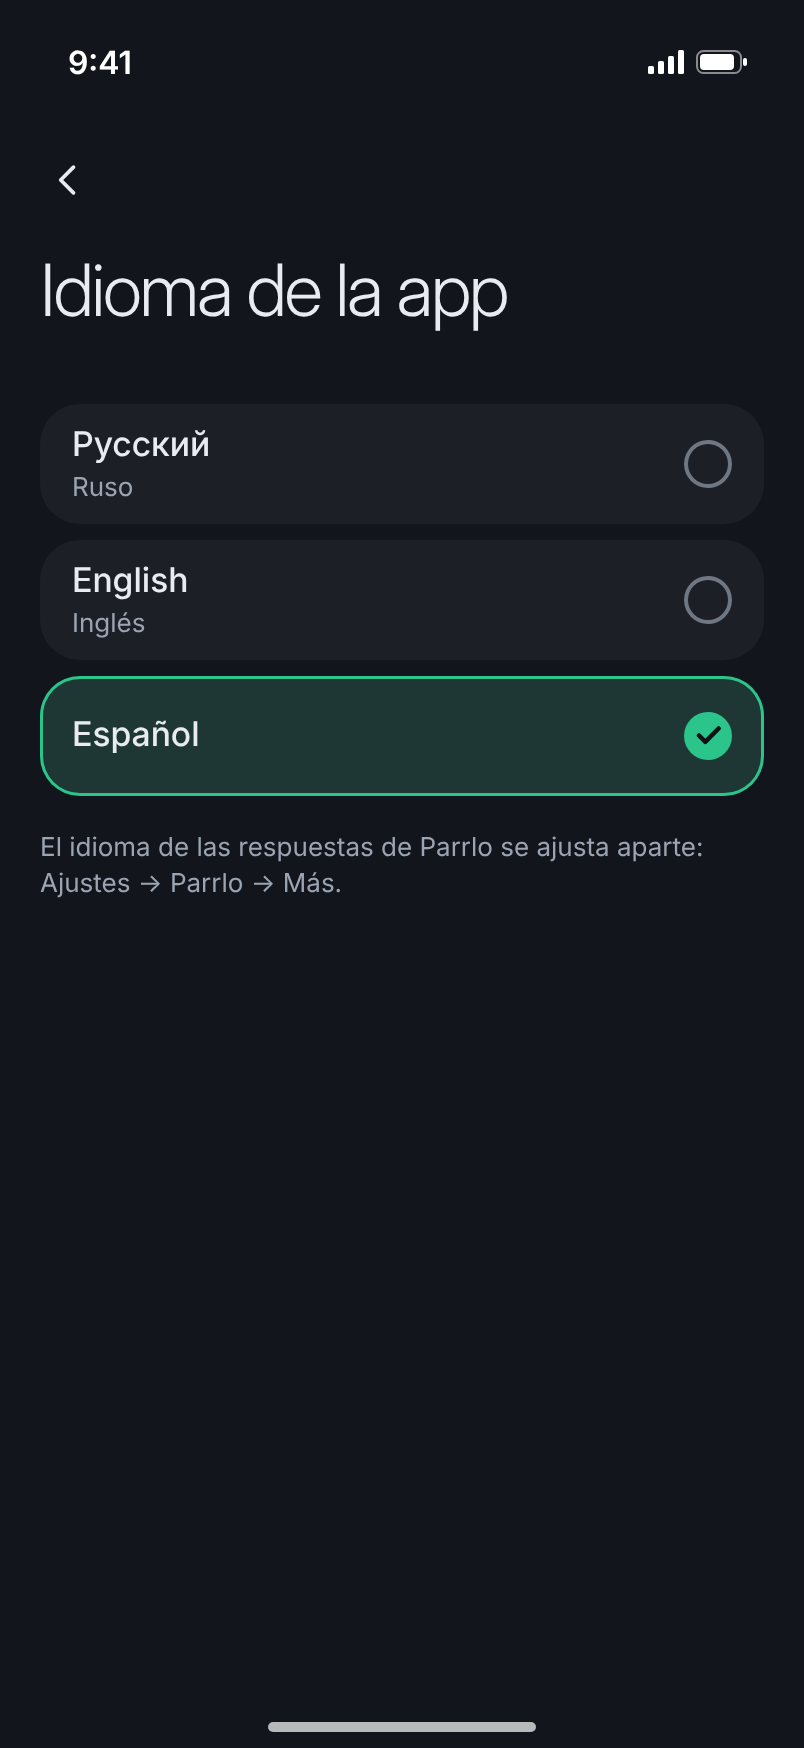 9:41
Idioma de la app
Русский
Ruso
English
Inglés
Español
El idioma de las respuestas de Parrlo se ajusta aparte:
Ajustes → Parrlo → Más.